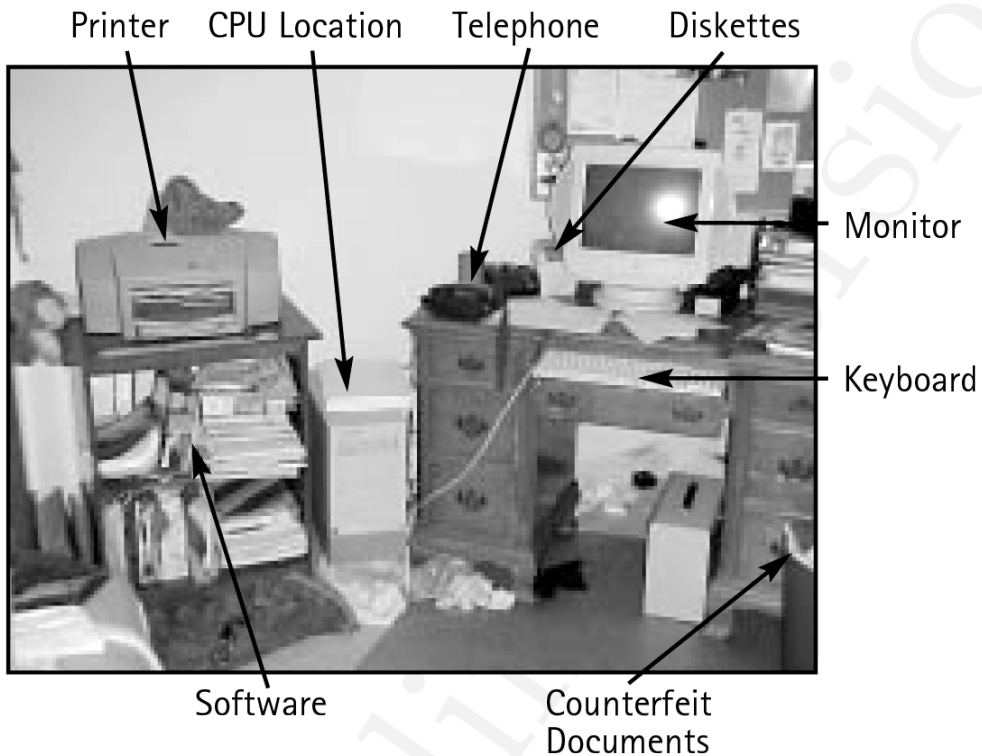 Printer
CPU Location
Telephone
Diskettes
Monitor
Keyboard
Software
Counterfeit
Documents